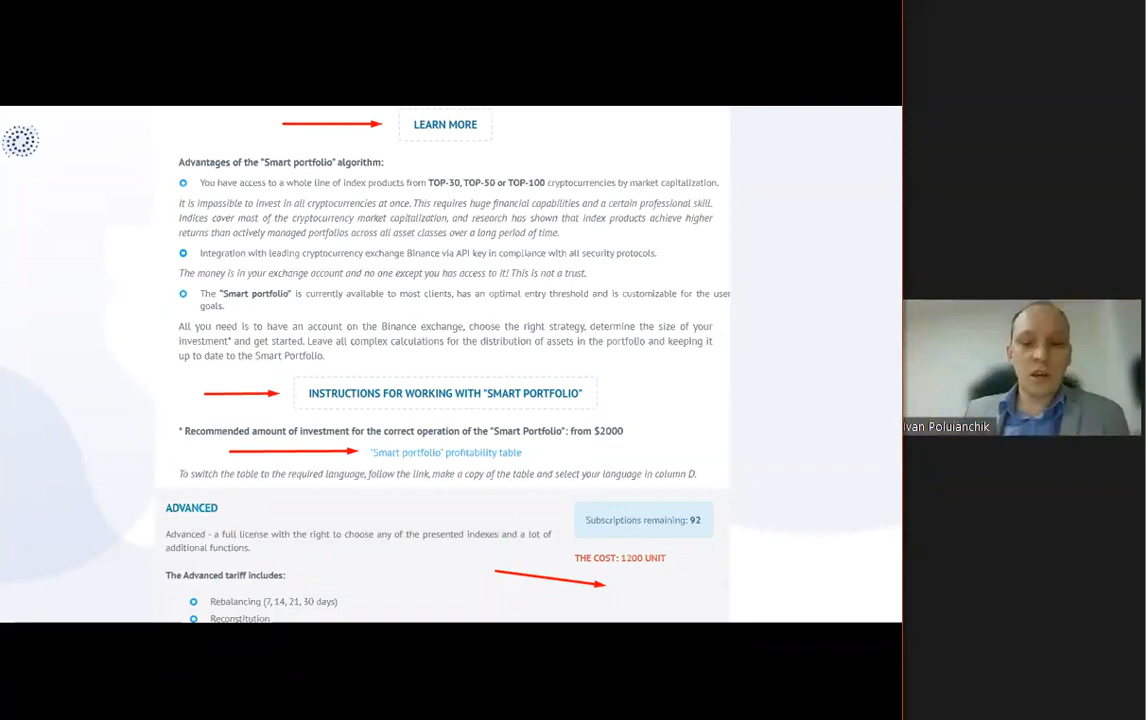 LEARN MORE
Advantages of the "Smart portfolio" algorithm:
You have access to a whole line of index products from TOP-30, TOP-50 or TOP-100 cryptocurrencies by market capitalization.
It is impossible to invest in all cryptocurrencies at once. This requires huge financial capabilities and a certain professional skill.
Indices cover most of the cryptocurrency market capitalization, and research has shown that index products achieve higher
returns than actively managed portfolios across all asset classes over a long period of time.
Integration with leading cryptocurrency exchange Binance via API key in compliance with all security protocols.
The money is in your exchange account and no one except you has access to it! This is not a trust.
The "Smart portfolio" is currently available to most clients, has an optimal entry threshold and is customizable for the user
goals.
All you need is to have an account on the Binance exchange, choose the right strategy, determine the size of your
investment* and get started. Leave all complex calculations for the distribution of assets in the portfolio and keeping it
up to date to the Smart Portfolio.
INSTRUCTIONS FOR WORKING WITH "SMART PORTFOLIO"
* Recommended amount of investment for the correct operation of the "Smart Portfolio": from $2000
"Smart portfolio" profitability table
To switch the table to the required language, follow the link, make a copy of the table and select your language in column D.
ADVANCED
Subscriptions remaining: 92
Advanced - a full license with the right to choose any of the presented indexes and a lot of
additional functions.
THE COST: 1200 UNIT
The Advanced tariff includes:
Rebalancing (7, 14, 21, 30 days)
Reconstitution
Ivan Poluianchik